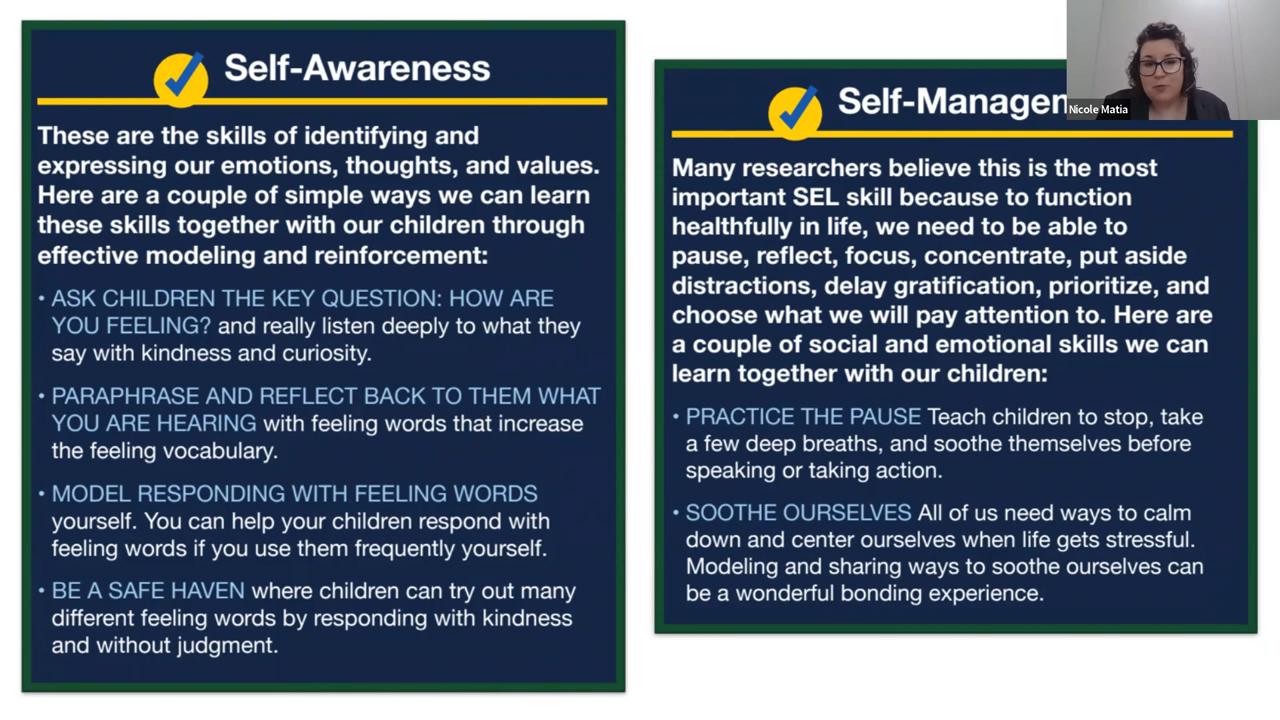 Self-Awareness
These are the skills of identifying and
expressing our emotions, thoughts, and values.
Here are a couple of simple ways we can learn
these skills together with our children through
effective modeling and reinforcement:
• ASK CHILDREN THE KEY QUESTION: HOW ARE
YOU FEELING? and really listen deeply to what they
say with kindness and curiosity.
• PARAPHRASE AND REFLECT BACK TO THEM WHAT
YOU ARE HEARING with feeling words that increase
the feeling vocabulary.
• MODEL RESPONDING WITH FEELING WORDS
yourself. You can help your children respond with
feeling words if you use them frequently yourself.
• BE A SAFE HAVEN where children can try out many
different feeling words by responding with kindness
and without judgment.
Self-Managem
Many researchers believe this is the most
important SEL skill because to function
healthfully in life, we need to be able to
pause, reflect, focus, concentrate, put aside
distractions, delay gratification, prioritize, and
choose what we will pay attention to. Here are
a couple of social and emotional skills we can
learn together with our children:
• PRACTICE THE PAUSE Teach children to stop, take
a few deep breaths, and soothe themselves before
speaking or taking action.
• SOOTHE OURSELVES All of us need ways to calm
down and center ourselves when life gets stressful.
Modeling and sharing ways to soothe ourselves can
be a wonderful bonding experience.
Nicole Matia